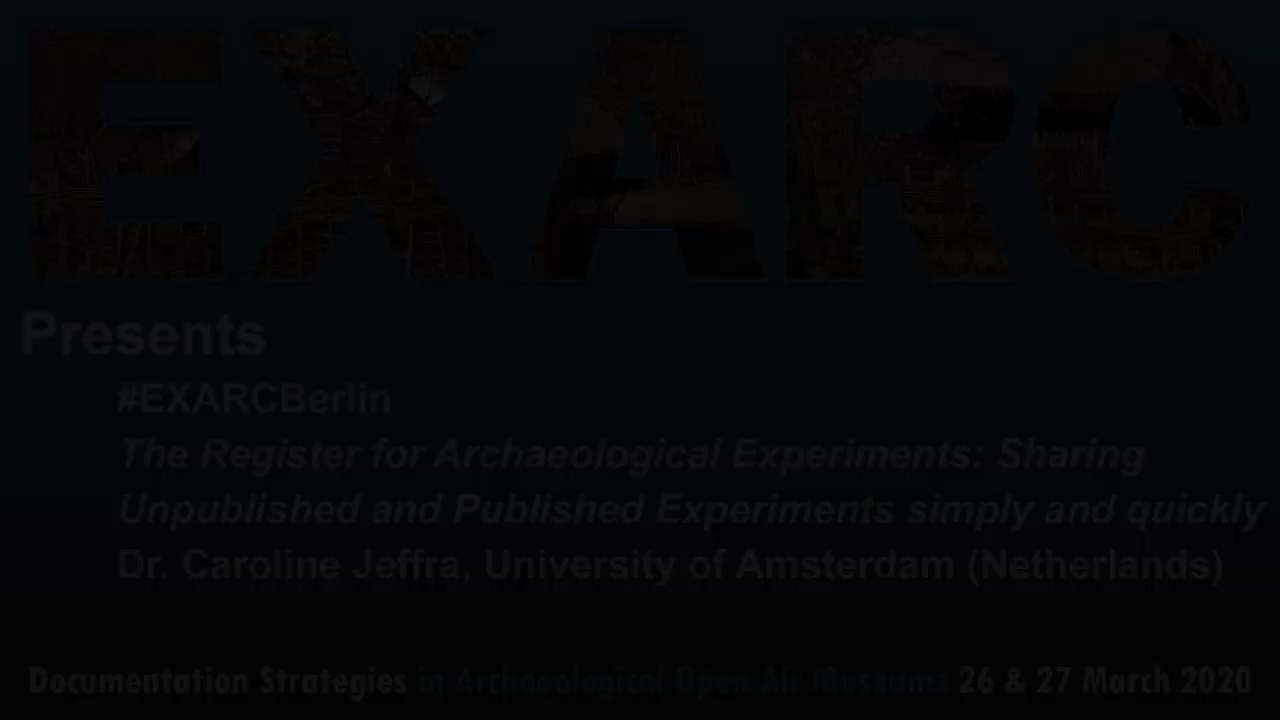 EXARC
Presents
#EXARCBerlin
The Register for Archaeological Experiments: Sharing
Unpublished and Published Experiments simply and quickly
Dr. Caroline Jeffra, University of Amsterdam (Netherlands)
Documentation Strategies in Archaeological Open-Air Museums 26 & 27 March 2020